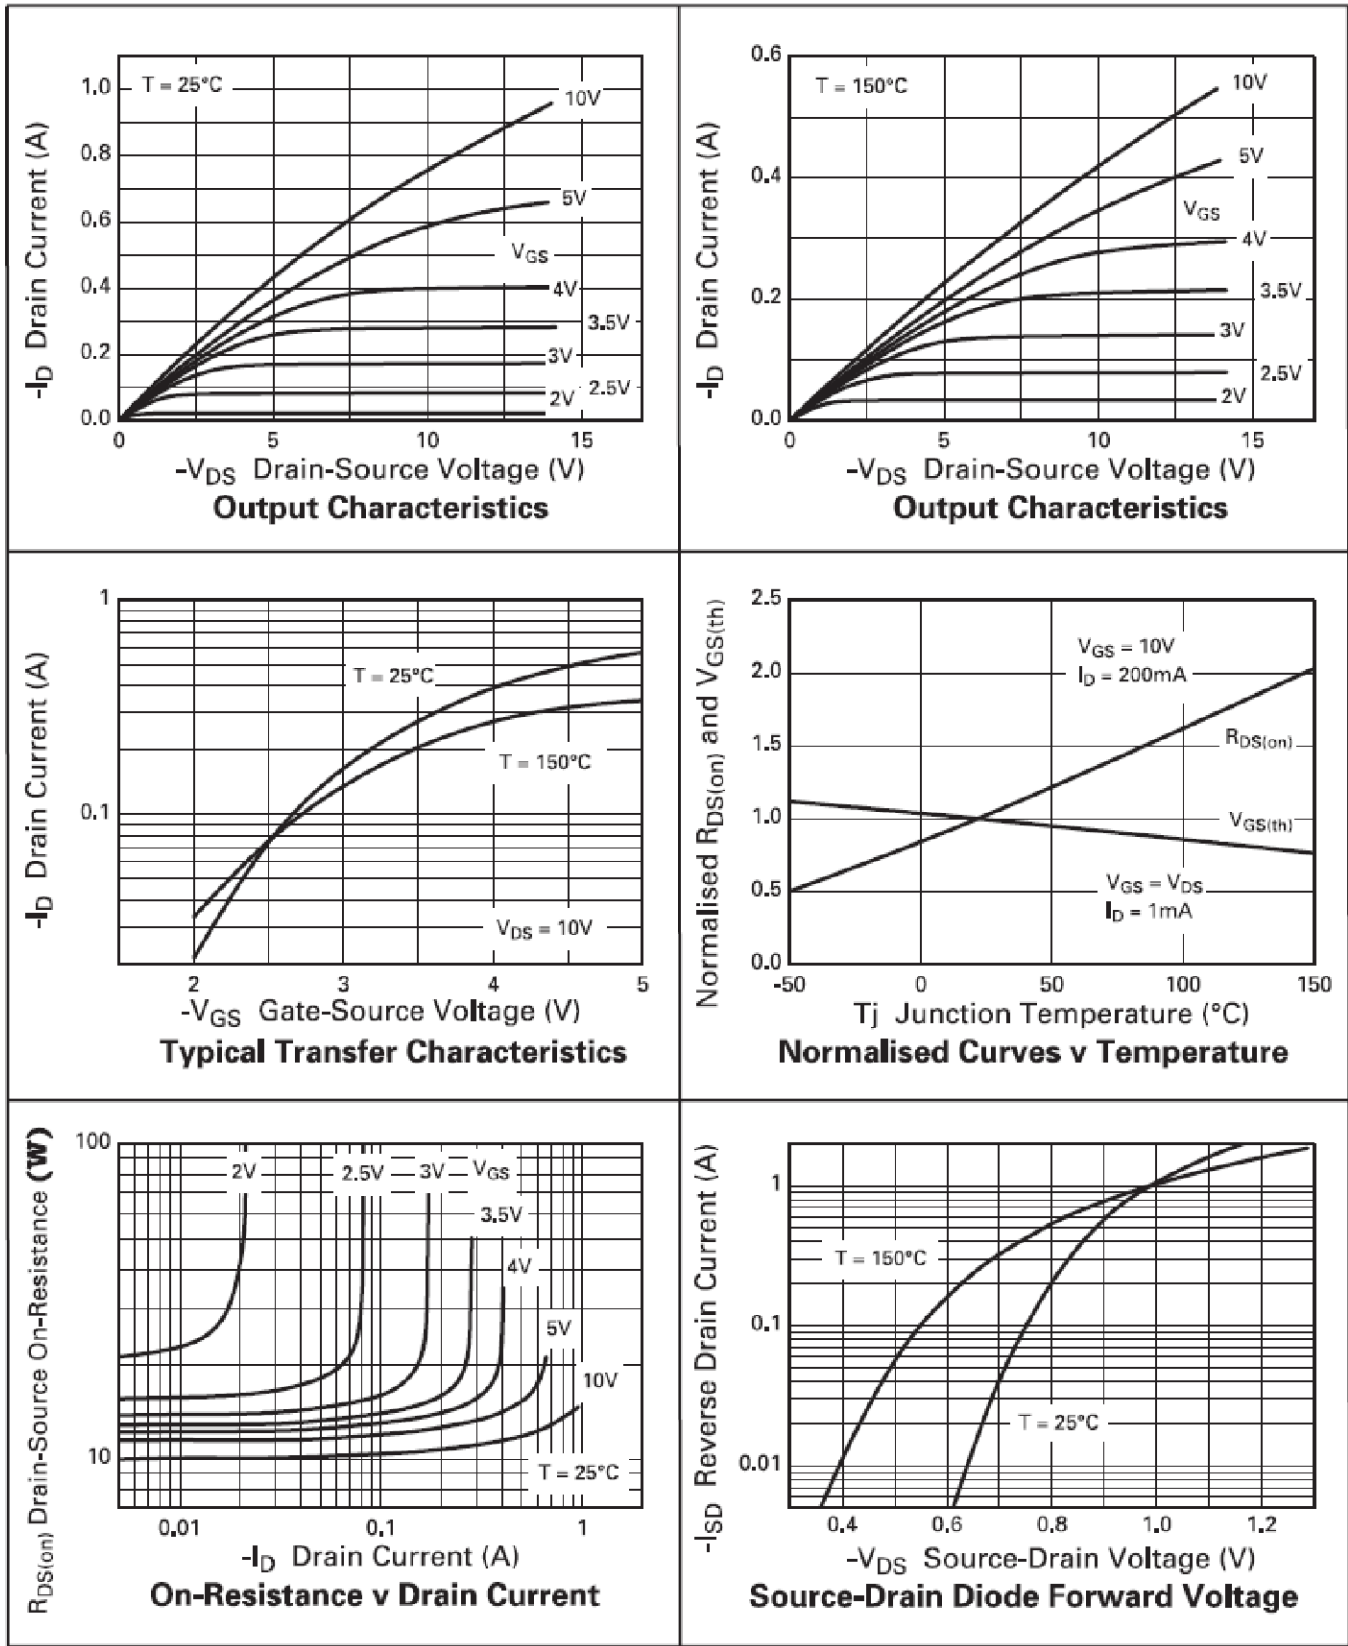 -ID Drain Current (A)
1.0
0.8
0.6
0.4
0.2
0.0
T = 25°C
10V
5V
VGS
4V
3.5V
3V
2.5V
2V
0 5 10 15
-VDS Drain-Source Voltage (V)
Output Characteristics
-ID Drain Current (A)
0.6
0.4
0.2
0.0
T = 150°C
10V
5V
VGS
4V
3.5V
3V
2.5V
2V
0 5 10 15
-VDS Drain-Source Voltage (V)
Output Characteristics
-ID Drain Current (A)
1
0.1
T = 25°C
T = 150°C
VDS = 10V
2 3 4 5
-VGS Gate-Source Voltage (V)
Typical Transfer Characteristics
Normalised RDS(on) and VGS(th)
2.5
2.0
1.5
1.0
0.5
0.0
VGS = 10V
ID = 200mA
RDS(on)
VGS(th)
VGS = VDS
ID = 1mA
-50 0 50 100 150
Tj Junction Temperature (°C)
Normalised Curves v Temperature
RDS(on) Drain-Source On-Resistance (W)
100
10
2V 2.5V 3V VGS
3.5V
4V
5V
10V
T = 25°C
0.01 0.1 1
-ID Drain Current (A)
On-Resistance v Drain Current
-ISD Reverse Drain Current (A)
1
0.1
0.01
T = 150°C
T = 25°C
0.4 0.6 0.8 1.0 1.2
-VDS Source-Drain Voltage (V)
Source-Drain Diode Forward Voltage